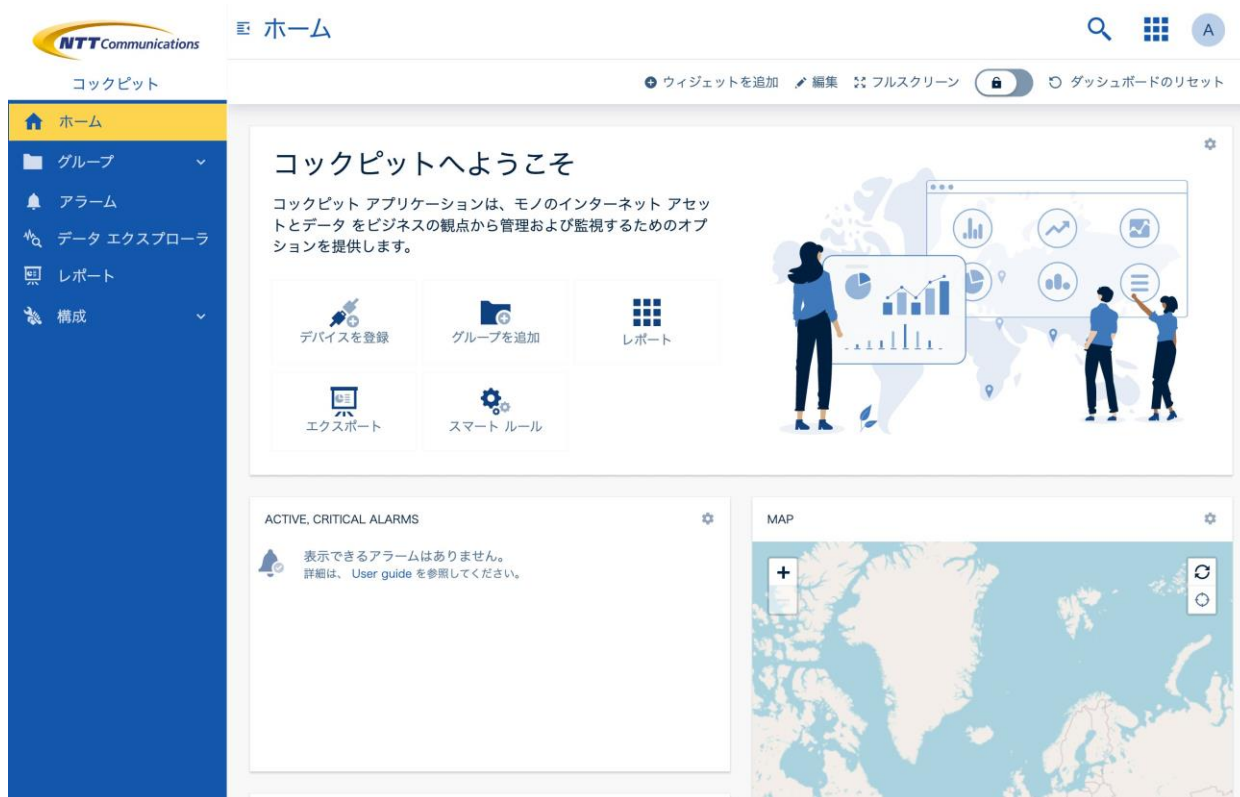 NTT Communications
コックピット
ホーム
グループ
アラーム
データ エクスプローラ
レポート
構成
ホーム
A
ウィジェットを追加 編集 フルスクリーン ダッシュボードのリセット
コックピットへようこそ
コックピット アプリケーションは、モノのインターネット アセッ
トとデータ をビジネスの観点から管理および監視するためのオプ
ションを提供します。
デバイスを登録 グループを追加 レポート
エクスポート スマート ルール
ACTIVE, CRITICAL ALARMS
表示できるアラームはありません。
詳細は、 User guide を参照してください。
MAP
+